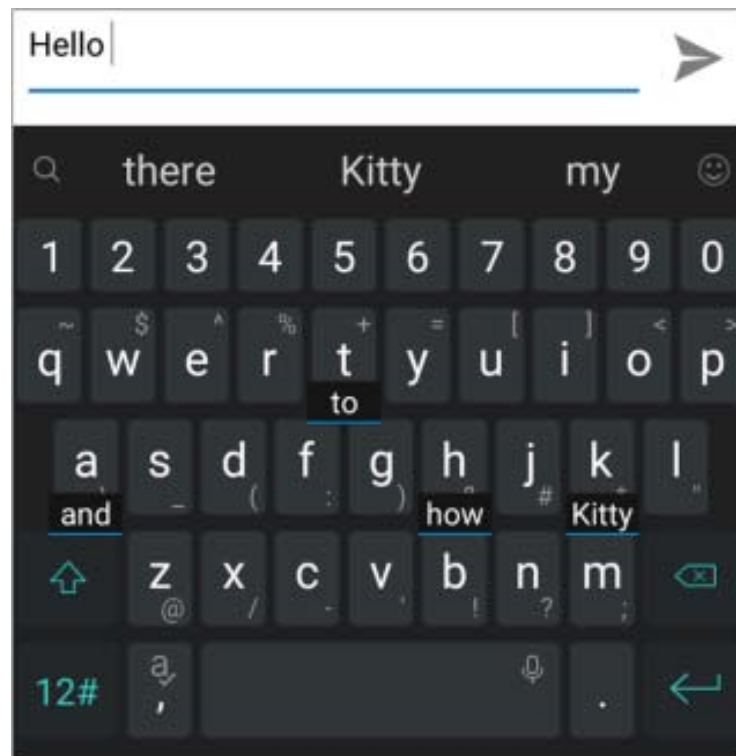 Hello
there Kitty my
1 2 3 4 5 6 7 8 9 0
~ $ ^ % + = [ ] < >
q w e r t y u i o p
to
a s d f g h j k l
_ ( : ) # "
and how Kitty
z x c v b n m
@ / - ' ! ? ;
12# a , .